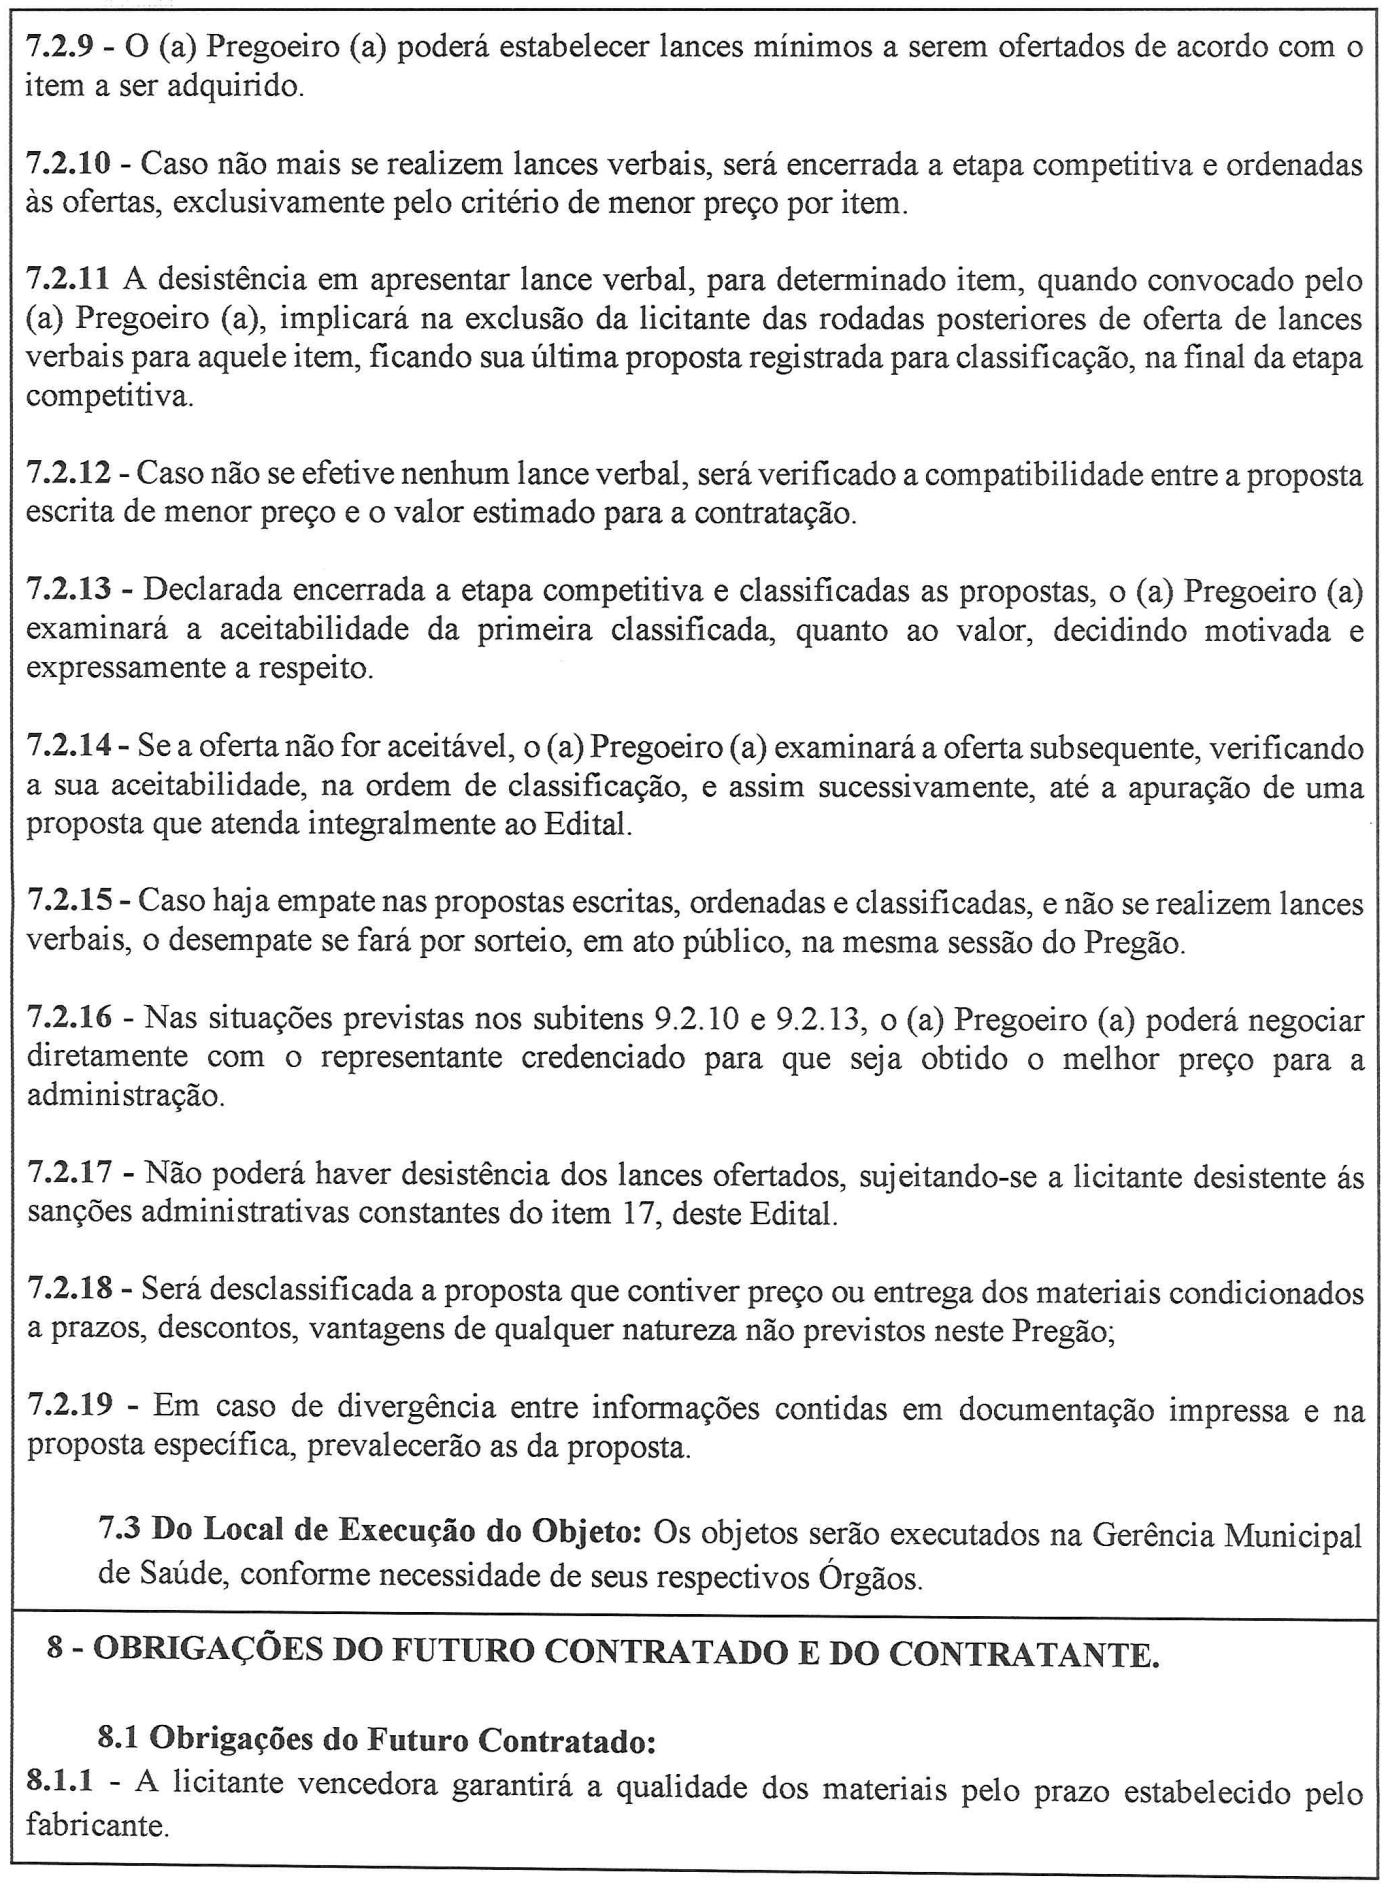 7.2.9 - O (a) Pregoeiro (a) poderá estabelecer lances mínimos a serem ofertados de acordo com o
item a ser adquirido.
7.2.10 - Caso não mais se realizem lances verbais, será encerrada a etapa competitiva e ordenadas
às ofertas, exclusivamente pelo critério de menor preço por item.
7.2.11 A desistência em apresentar lance verbal, para determinado item, quando convocado pelo
(a) Pregoeiro (a), implicará na exclusão da licitante das rodadas posteriores de oferta de lances
verbais para aquele item, ficando sua última proposta registrada para classificação, na final da etapa
competitiva.
7.2.12 - Caso não se efetive nenhum lance verbal, será verificado a compatibilidade entre a proposta
escrita de menor preço e o valor estimado para a contratação.
7.2.13 - Declarada encerrada a etapa competitiva e classificadas as propostas, o (a) Pregoeiro (a)
examinará a aceitabilidade da primeira classificada, quanto ao valor, decidindo motivada e
expressamente a respeito.
7.2.14 - Se a oferta não for aceitável, o (a) Pregoeiro (a) examinará a oferta subsequente, verificando
a sua aceitabilidade, na ordem de classificação, e assim sucessivamente, até a apuração de uma
proposta que atenda integralmente ao Edital.
7.2.15 - Caso haja empate nas propostas escritas, ordenadas e classificadas, e não se realizem lances
verbais, o desempate se fará por sorteio, em ato público, na mesma sessão do Pregão.
7.2.16 - Nas situações previstas nos subitens 9.2.10 e 9.2.13, o (a) Pregoeiro (a) poderá negociar
diretamente com o representante credenciado para que seja obtido o melhor preço para a
administração.
7.2.17 - Não poderá haver desistência dos lances ofertados, sujeitando-se a licitante desistente ás
sanções administrativas constantes do item 17, deste Edital.
7.2.18 - Será desclassificada a proposta que contiver preço ou entrega dos materiais condicionados
a prazos, descontos, vantagens de qualquer natureza não previstos neste Pregão;
7.2.19 - Em caso de divergência entre informações contidas em documentação impressa e na
proposta específica, prevalecerão as da proposta.
7.3 Do Local de Execução do Objeto: Os objetos serão executados na Gerência Municipal
de Saúde, conforme necessidade de seus respectivos Órgãos.
8 - OBRIGAÇÕES DO FUTURO CONTRATADO E DO CONTRATANTE.
8.1 Obrigações do Futuro Contratado:
8.1.1 - A licitante vencedora garantirá a qualidade dos materiais pelo prazo estabelecido pelo
fabricante.